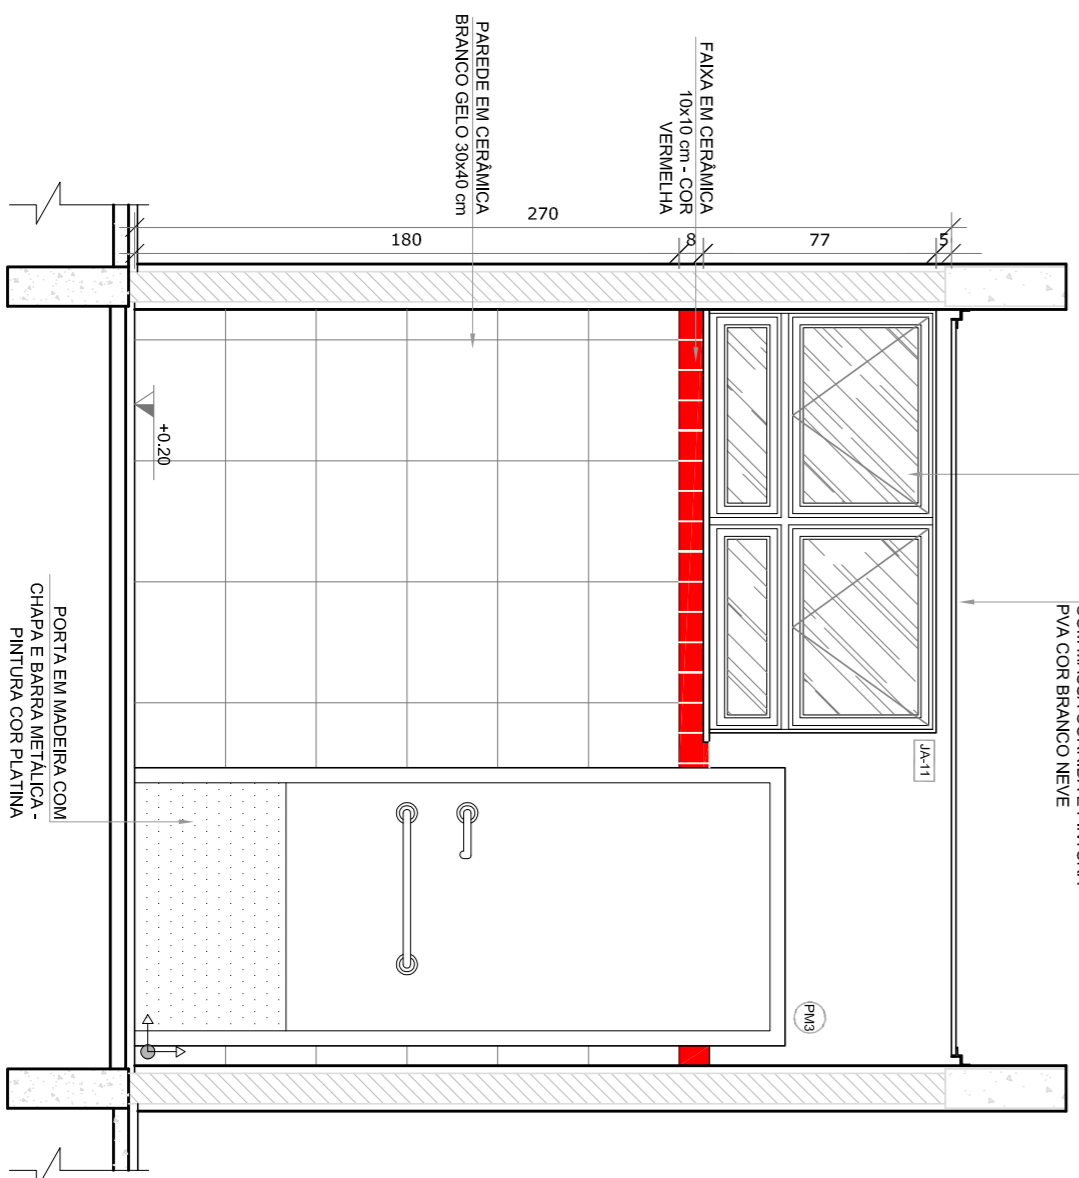 PAREDE EM CERÂMICA
BRANCO GELO 30x40 cm
FAIXA EM CERÂMICA
10x10 cm - COR
VERMELHA
270
180
8
77
5
+0.20
PORTA EM MADEIRA COM
CHAPA E BARRA METÁLICA -
PINTURA COR PLATINA
PVA COR BRANCO NEVE
JA-11
PM3